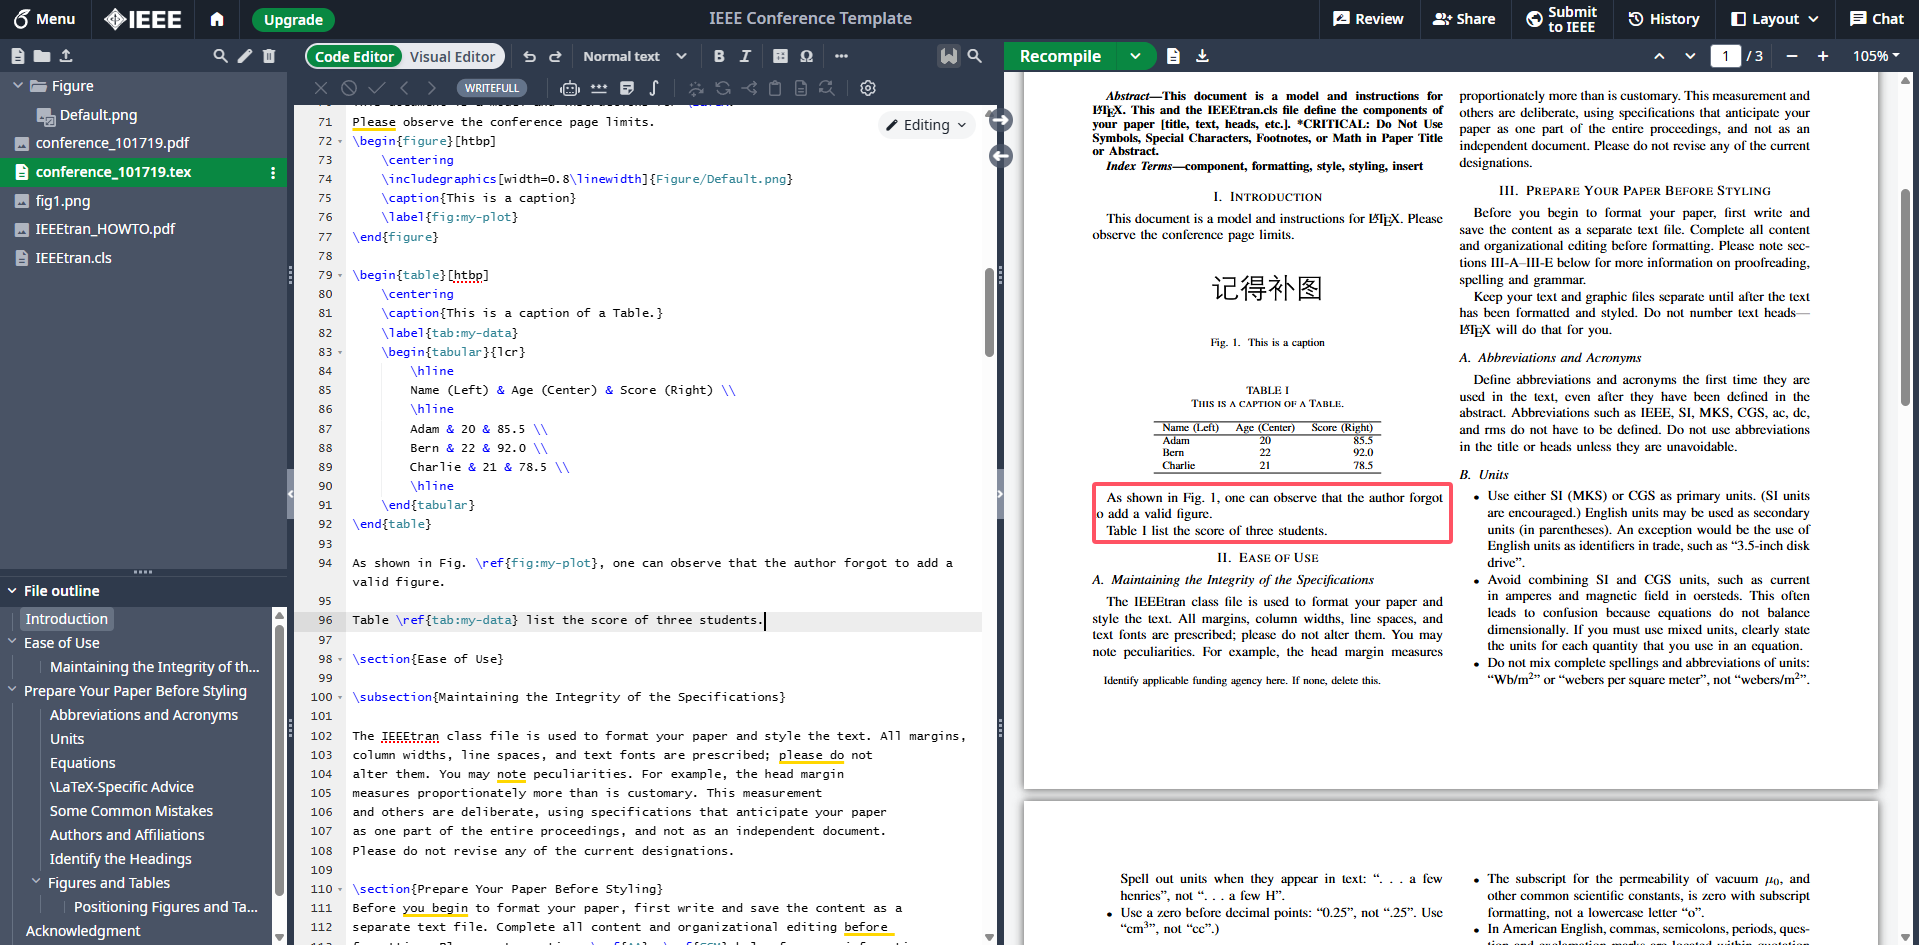 Menu
IEEE
Upgrade
IEEE Conference Template
Review
Share
Submit to IEEE
History
Layout
Chat
Code Editor
Visual Editor
Normal text
B
I
Ω
Recompile
1
/ 3
105%
WRITEFULL
Editing
Figure
Default.png
conference_101719.pdf
conference_101719.tex
fig1.png
IEEEtran_HOWTO.pdf
IEEEtran.cls
File outline
Introduction
Ease of Use
Maintaining the Integrity of th...
Prepare Your Paper Before Styling
Abbreviations and Acronyms
Units
Equations
\LaTeX-Specific Advice
Some Common Mistakes
Authors and Affiliations
Identify the Headings
Figures and Tables
Positioning Figures and Ta...
Acknowledgment
71 Please observe the conference page limits.
72 \begin{figure}[htbp]
73 \centering
74 \includegraphics[width=0.8\linewidth]{Figure/Default.png}
75 \caption{This is a caption}
76 \label{fig:my-plot}
77 \end{figure}
78
79 \begin{table}[htbp]
80 \centering
81 \caption{This is a caption of a Table.}
82 \label{tab:my-data}
83 \begin{tabular}{lcr}
84 \hline
85 Name (Left) & Age (Center) & Score (Right) \\
86 \hline
87 Adam & 20 & 85.5 \\
88 Bern & 22 & 92.0 \\
89 Charlie & 21 & 78.5 \\
90 \hline
91 \end{tabular}
92 \end{table}
93
94 As shown in Fig. \ref{fig:my-plot}, one can observe that the author forgot to add a
valid figure.
95
96 Table \ref{tab:my-data} list the score of three students.
97
98 \section{Ease of Use}
99
100 \subsection{Maintaining the Integrity of the Specifications}
101
102 The IEEEtran class file is used to format your paper and style the text. All margins,
103 column widths, line spaces, and text fonts are prescribed; please do not
104 alter them. You may note peculiarities. For example, the head margin
105 measures proportionately more than is customary. This measurement
106 and others are deliberate, using specifications that anticipate your paper
107 as one part of the entire proceedings, and not as an independent document.
108 Please do not revise any of the current designations.
109
110 \section{Prepare Your Paper Before Styling}
111 Before you begin to format your paper, first write and save the content as a
112 separate text file. Complete all content and organizational editing before
Abstract—This document is a model and instructions for
LATEX. This and the IEEEtran.cls file define the components of
your paper [title, text, heads, etc.]. *CRITICAL: Do Not Use
Symbols, Special Characters, Footnotes, or Math in Paper Title
or Abstract.
Index Terms—component, formatting, style, styling, insert
I. INTRODUCTION
This document is a model and instructions for LATEX. Please
observe the conference page limits.
记得补图
Fig. 1. This is a caption
TABLE I
THIS IS A CAPTION OF A TABLE.
Name (Left) Age (Center) Score (Right)
Adam 20 85.5
Bern 22 92.0
Charlie 21 78.5
As shown in Fig. 1, one can observe that the author forgot
o add a valid figure.
Table I list the score of three students.
II. EASE OF USE
A. Maintaining the Integrity of the Specifications
The IEEEtran class file is used to format your paper and
style the text. All margins, column widths, line spaces, and
text fonts are prescribed; please do not alter them. You may
note peculiarities. For example, the head margin measures
Identify applicable funding agency here. If none, delete this.
proportionately more than is customary. This measurement and
others are deliberate, using specifications that anticipate your
paper as one part of the entire proceedings, and not as an
independent document. Please do not revise any of the current
designations.
III. PREPARE YOUR PAPER BEFORE STYLING
Before you begin to format your paper, first write and
save the content as a separate text file. Complete all content
and organizational editing before formatting. Please note sec-
tions III-A–III-E below for more information on proofreading,
spelling and grammar.
Keep your text and graphic files separate until after the text
has been formatted and styled. Do not number text heads—
LATEX will do that for you.
A. Abbreviations and Acronyms
Define abbreviations and acronyms the first time they are
used in the text, even after they have been defined in the
abstract. Abbreviations such as IEEE, SI, MKS, CGS, ac, dc,
and rms do not have to be defined. Do not use abbreviations
in the title or heads unless they are unavoidable.
B. Units
• Use either SI (MKS) or CGS as primary units. (SI units
are encouraged.) English units may be used as secondary
units (in parentheses). An exception would be the use of
English units as identifiers in trade, such as “3.5-inch disk
drive”.
• Avoid combining SI and CGS units, such as current
in amperes and magnetic field in oersteds. This often
leads to confusion because equations do not balance
dimensionally. If you must use mixed units, clearly state
the units for each quantity that you use in an equation.
• Do not mix complete spellings and abbreviations of units:
“Wb/m²” or “webers per square meter”, not “webers/m²”.
Spell out units when they appear in text: “. . . a few
henries”, not “. . . a few H”.
• Use a zero before decimal points: “0.25”, not “.25”. Use
“cm³”, not “cc”.)
• The subscript for the permeability of vacuum μ₀, and
other common scientific constants, is zero with subscript
formatting, not a lowercase letter “o”.
• In American English, commas, semicolons, periods, ques-